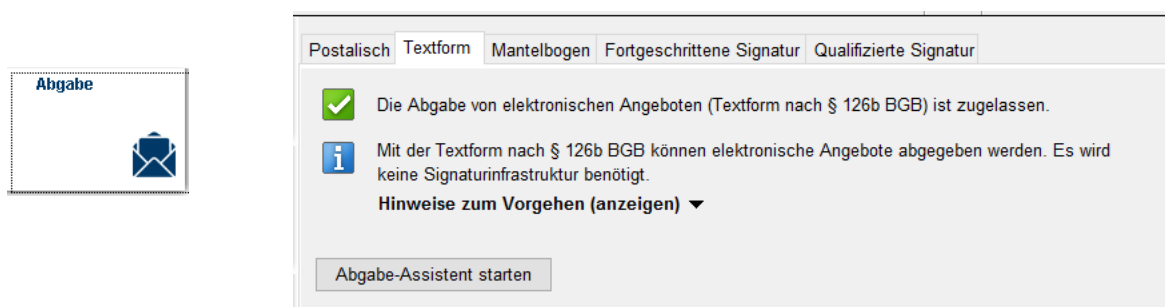 Abgabe
Postalisch Textform Mantelbogen Fortgeschrittene Signatur Qualifizierte Signatur
Die Abgabe von elektronischen Angeboten (Textform nach § 126b BGB) ist zugelassen.
Mit der Textform nach § 126b BGB können elektronische Angebote abgegeben werden. Es wird
keine Signaturinfrastruktur benötigt.
Hinweise zum Vorgehen (anzeigen)
Abgabe-Assistent starten